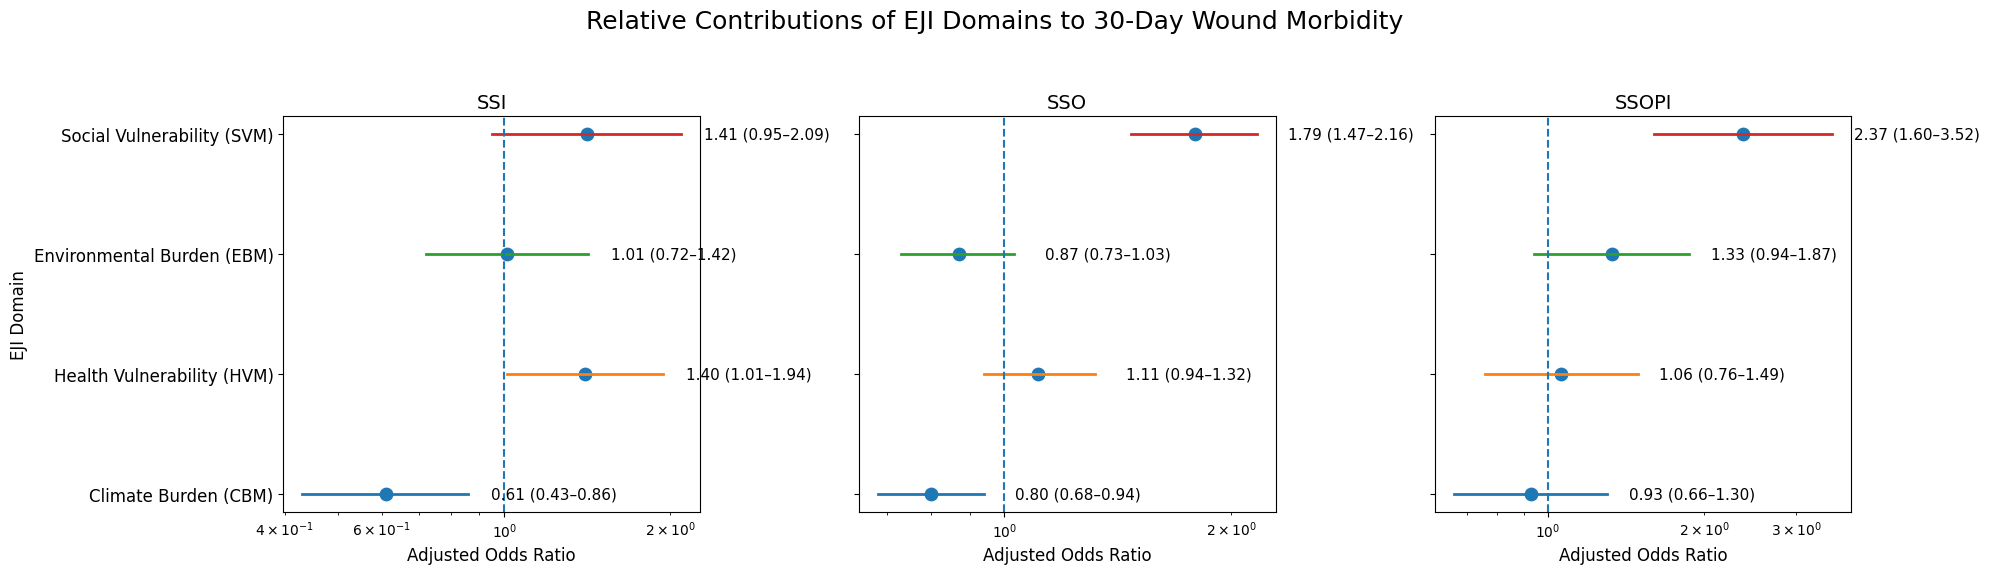 Relative Contributions of EJI Domains to 30-Day Wound Morbidity
SSI
SSO
SSOPI
EJI Domain
Social Vulnerability (SVM)
1.41 (0.95–2.09)
1.79 (1.47–2.16)
2.37 (1.60–3.52)
Environmental Burden (EBM)
1.01 (0.72–1.42)
0.87 (0.73–1.03)
1.33 (0.94–1.87)
Health Vulnerability (HVM)
1.40 (1.01–1.94)
1.11 (0.94–1.32)
1.06 (0.76–1.49)
Climate Burden (CBM)
0.61 (0.43–0.86)
0.80 (0.68–0.94)
0.93 (0.66–1.30)
4 × 10⁻¹
6 × 10⁻¹
10⁰
2 × 10⁰
10⁰
2 × 10⁰
10⁰
2 × 10⁰
3 × 10⁰
Adjusted Odds Ratio
Adjusted Odds Ratio
Adjusted Odds Ratio